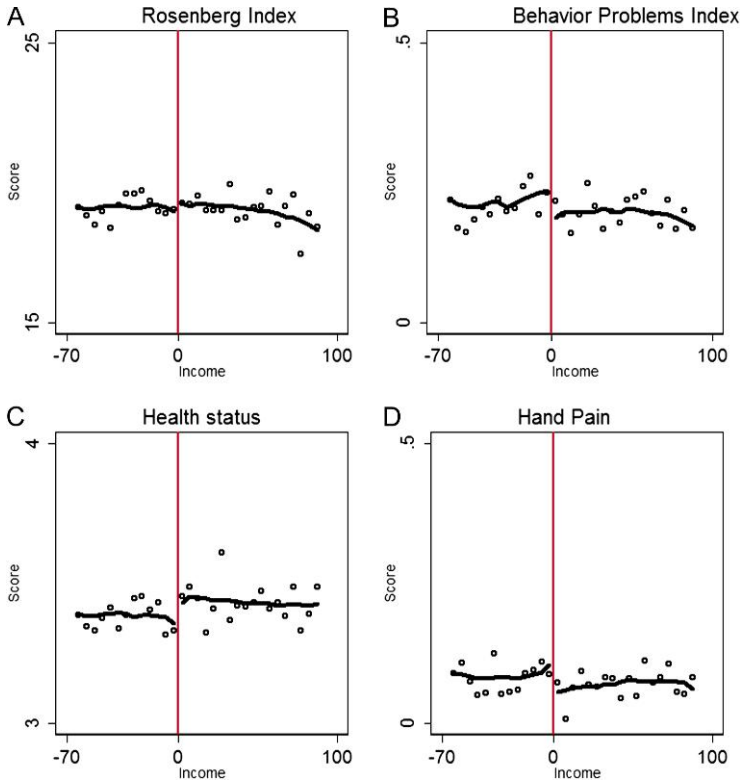 A
Rosenberg Index
25
Score
15
-70
0
100
Income
B
Behavior Problems Index
.5
Score
0
-70
0
100
Income
C
Health status
4
Score
3
-70
0
100
Income
D
Hand Pain
.5
Score
0
-70
0
100
Income